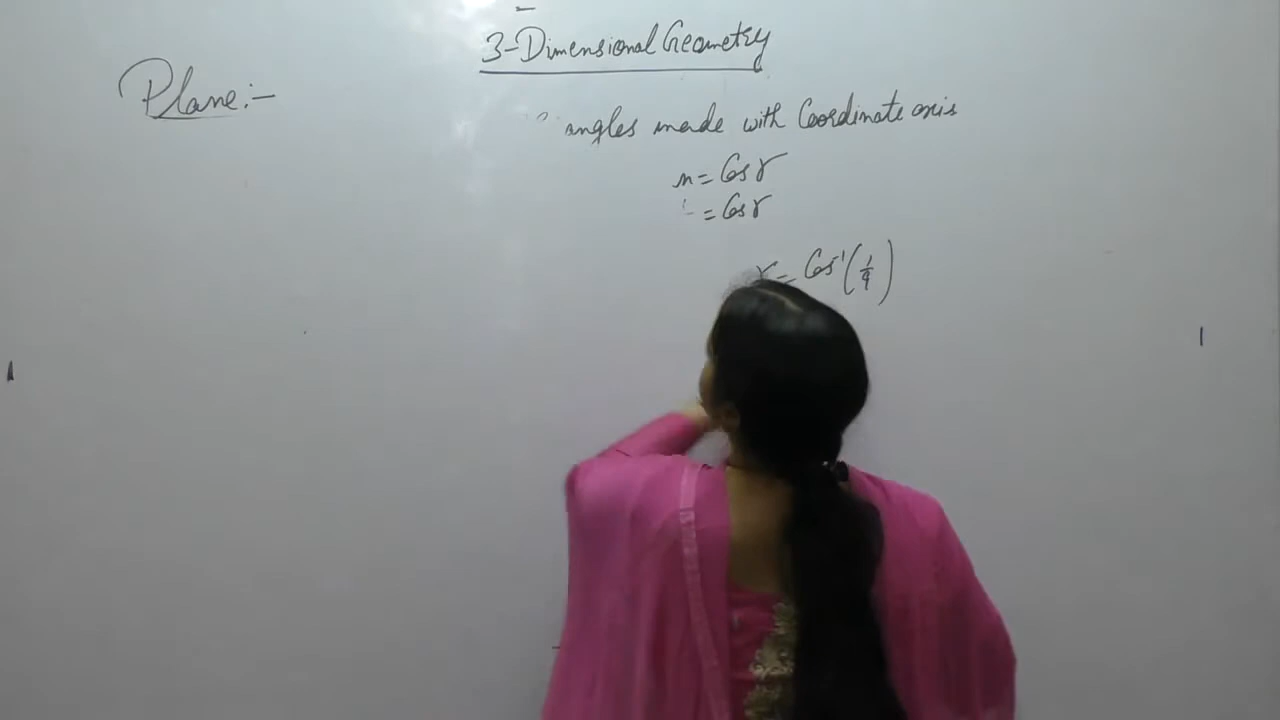 3-Dimensional Geometry
Plane:-
angles made with Coordinate axis
n = Cos γ
= Cos γ
γ = Cos⁻¹(1/9)